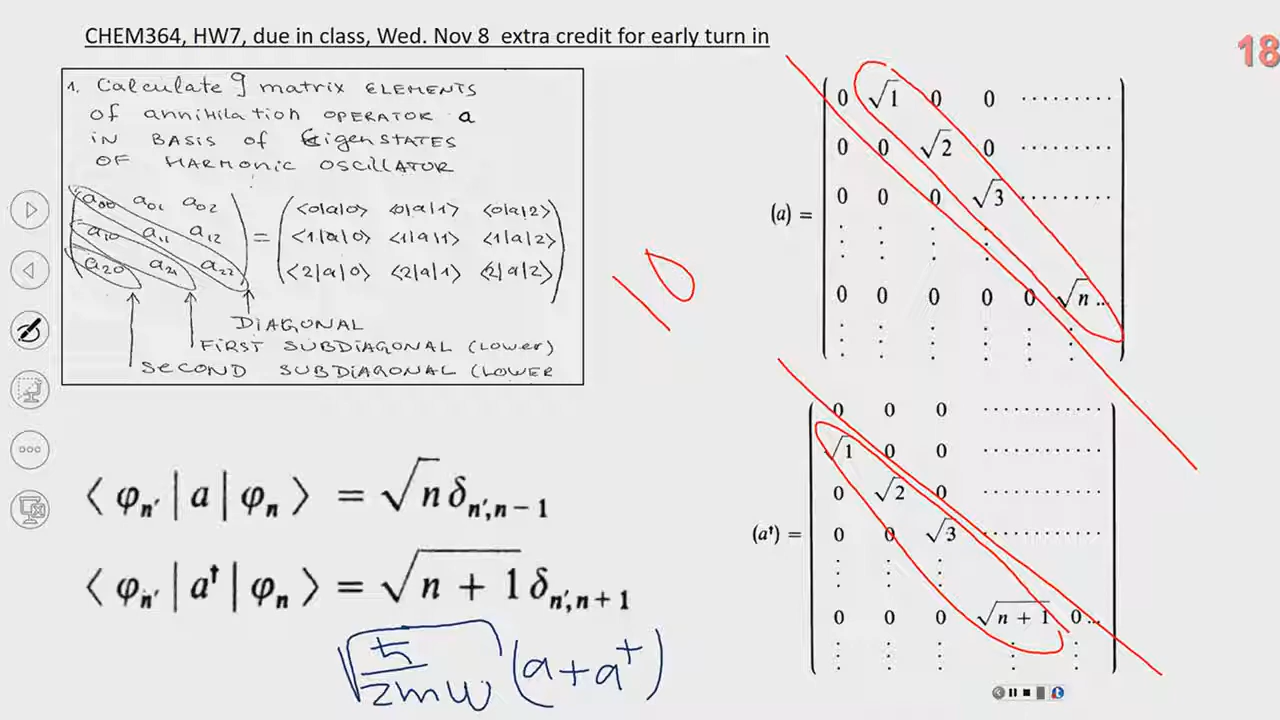 CHEM364, HW7, due in class, Wed. Nov 8 extra credit for early turn in
18
1. Calculate 9 matrix ELEMENTS
of annihilation OPERATOR a
in BASIS of EigenSTATES
OF HARMONIC OSCILLATOR
a₀₀ a₀₁ a₀₂
a₁₀ a₁₁ a₁₂
a₂₀ a₂₁ a₂₂
=
⟨0|a|0⟩ ⟨0|a|1⟩ ⟨0|a|2⟩
⟨1|a|0⟩ ⟨1|a|1⟩ ⟨1|a|2⟩
⟨2|a|0⟩ ⟨2|a|1⟩ ⟨2|a|2⟩
DIAGONAL
FIRST SUBDIAGONAL (Lower)
SECOND SUBDIAGONAL (LOWER
10
⟨ φn′ | a | φn ⟩ = √n δn′,n−1
⟨ φn′ | a† | φn ⟩ = √n + 1 δn′,n+1
√ħ/2mω (a+a†)
(a) =
0 √1 0 0 ·········
0 0 √2 0 ·········
0 0 0 √3 ·········
0 0 0 0 0 √n ...
(a†) =
0 0 0 ············
√1 0 0 ············
0 √2 0 ············
0 0 √3 ············
0 0 0 √n + 1 0...